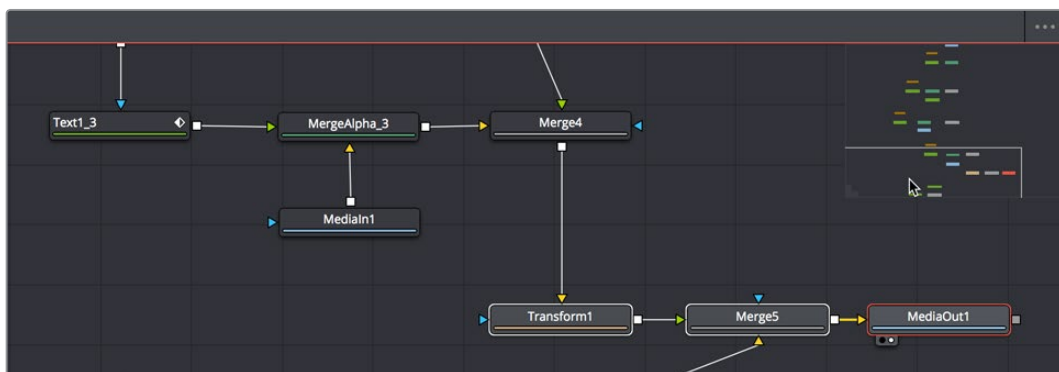 Text1_3
MergeAlpha_3
Merge4
MediaIn1
Transform1
Merge5
MediaOut1